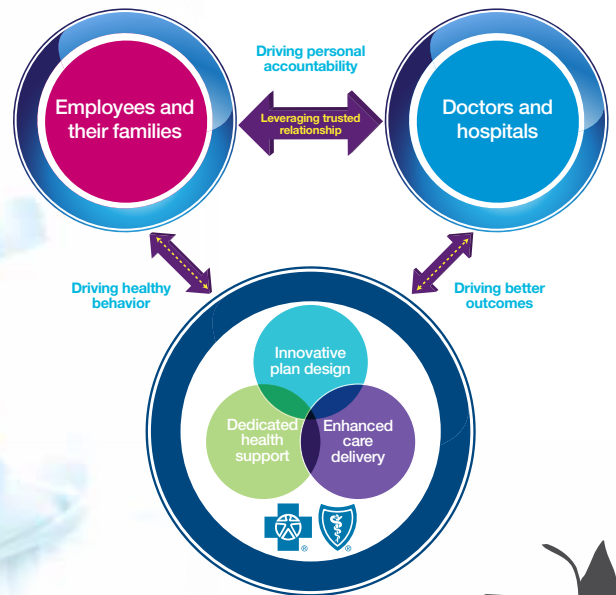 Driving personal
accountability
Employees and
their families
Leveraging trusted
relationship
Doctors and
hospitals
Driving healthy
behavior
Driving better
outcomes
Innovative
plan design
Dedicated
health
support
Enhanced
care
delivery
® ®